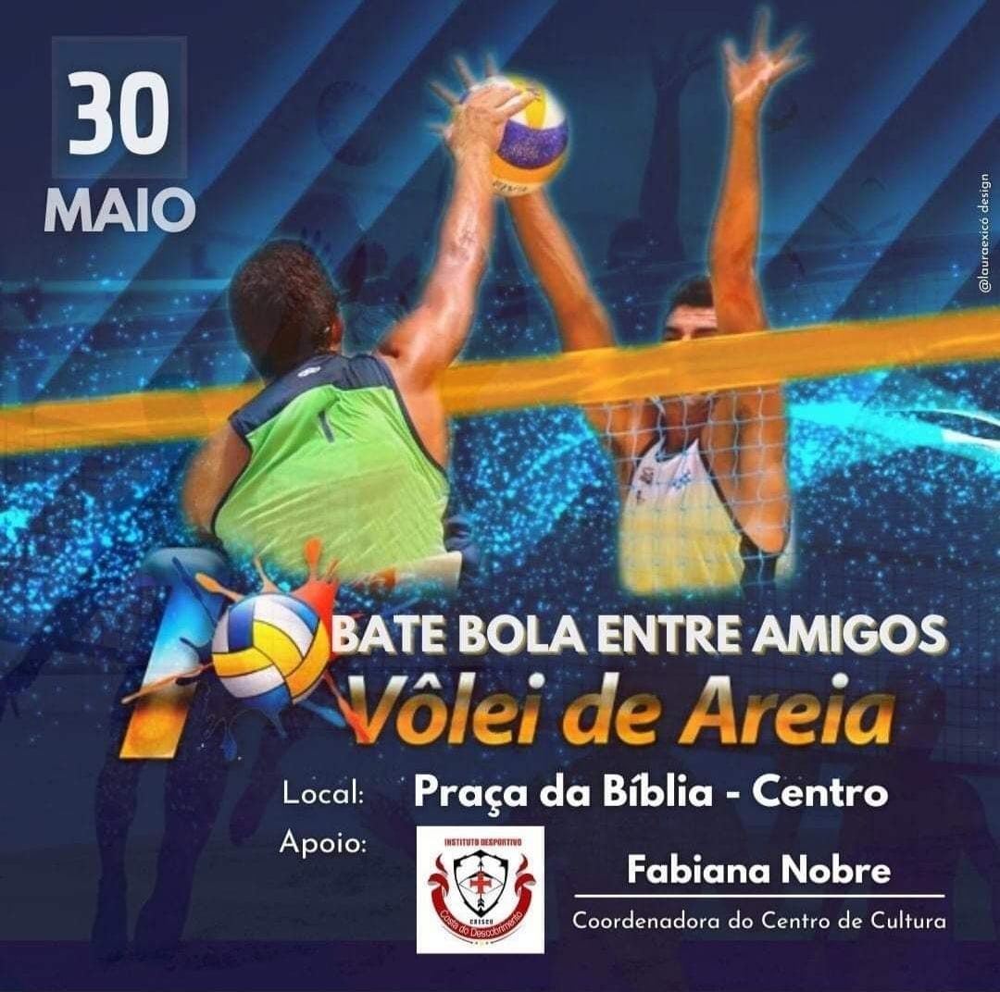 30
MAIO
@lauraexicó design
1º
BATE BOLA ENTRE AMIGOS
Vôlei de Areia
Local: Praça da Bíblia - Centro
Apoio:
INSTITUTO DESPORTIVO
Costa do Descobrimento
Fabiana Nobre
Coordenadora do Centro de Cultura